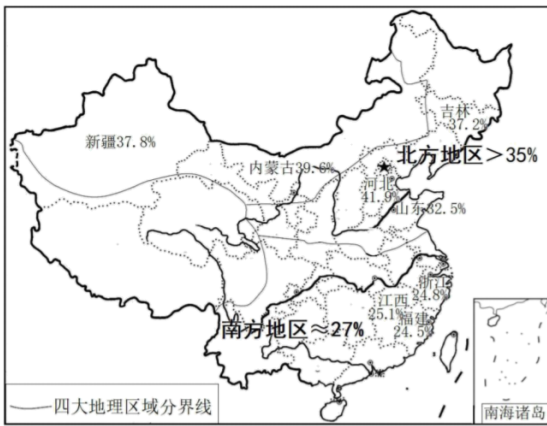 吉林
37.2%
新疆37.8%
北方地区＞35%
内蒙古39.6%
河北
41.9%
山东32.5%
浙江
24.8%
江西
25.1%
福建
24.5%
南方地区≈27%
四大地理区域分界线
南海诸岛